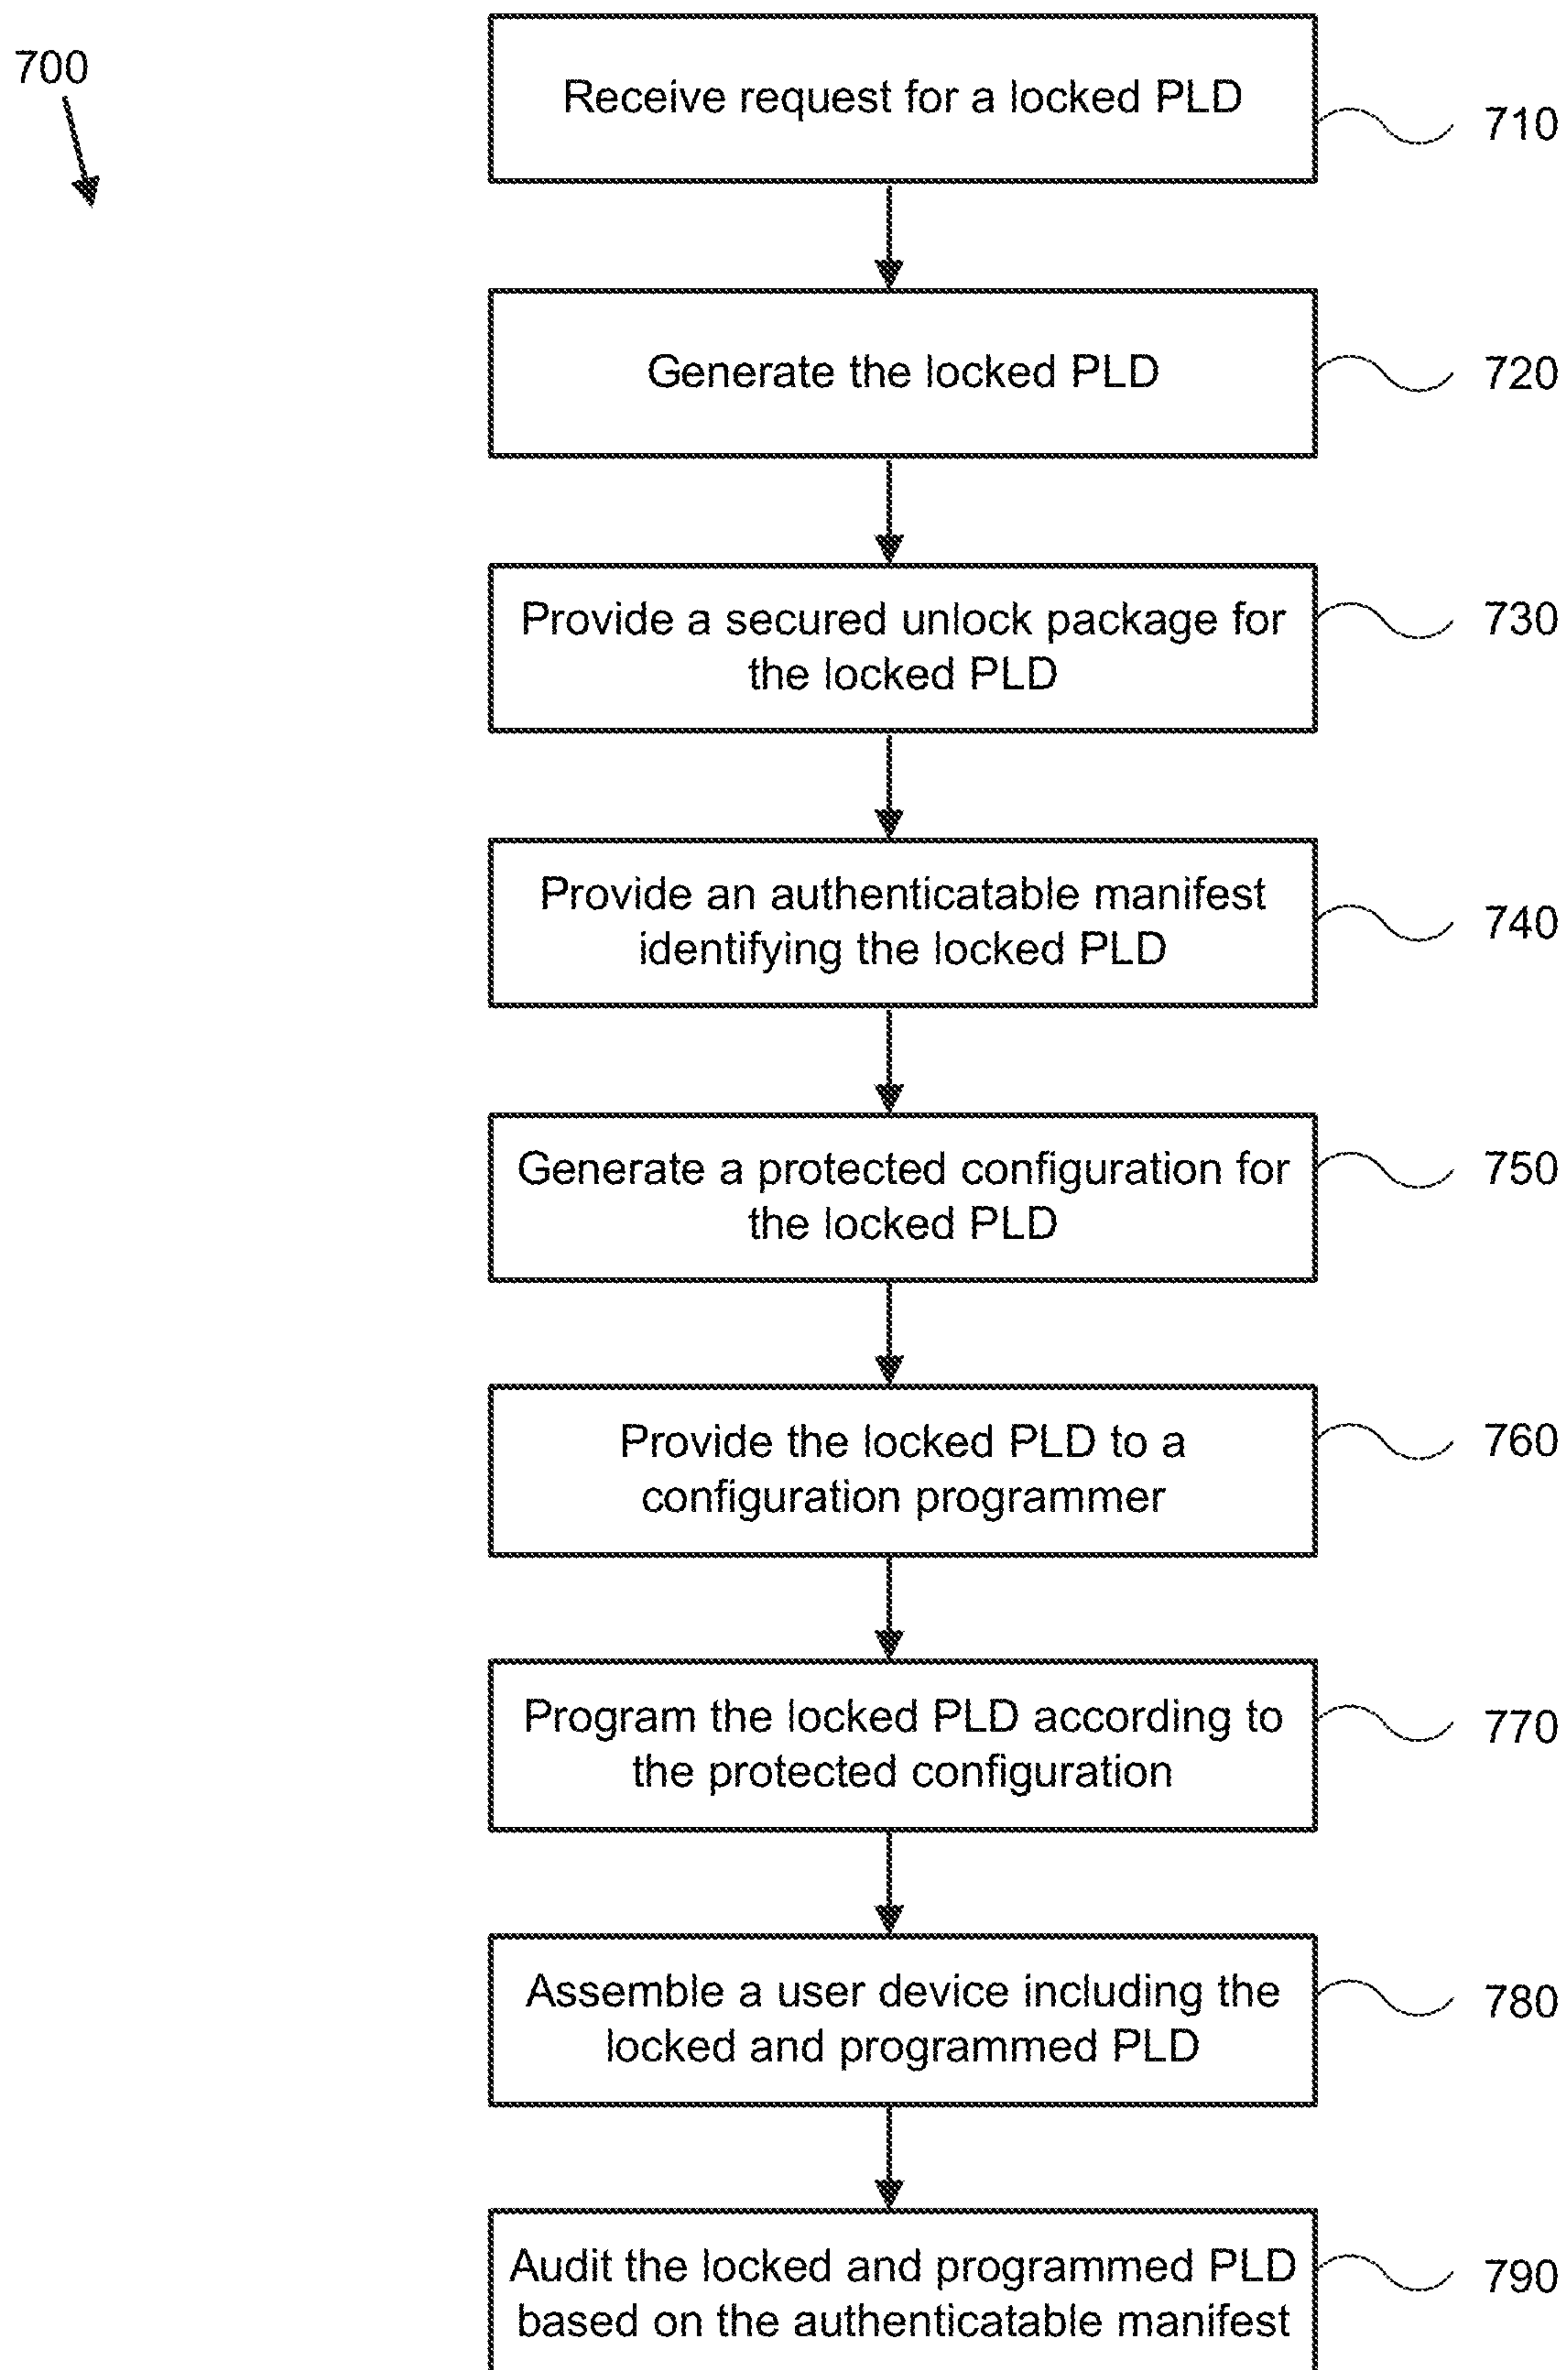 700
Receive request for a locked PLD
710
Generate the locked PLD
720
Provide a secured unlock package for
the locked PLD
730
Provide an authenticatable manifest
identifying the locked PLD
740
Generate a protected configuration for
the locked PLD
750
Provide the locked PLD to a
configuration programmer
760
Program the locked PLD according to
the protected configuration
770
Assemble a user device including the
locked and programmed PLD
780
Audit the locked and programmed PLD
based on the authenticatable manifest
790